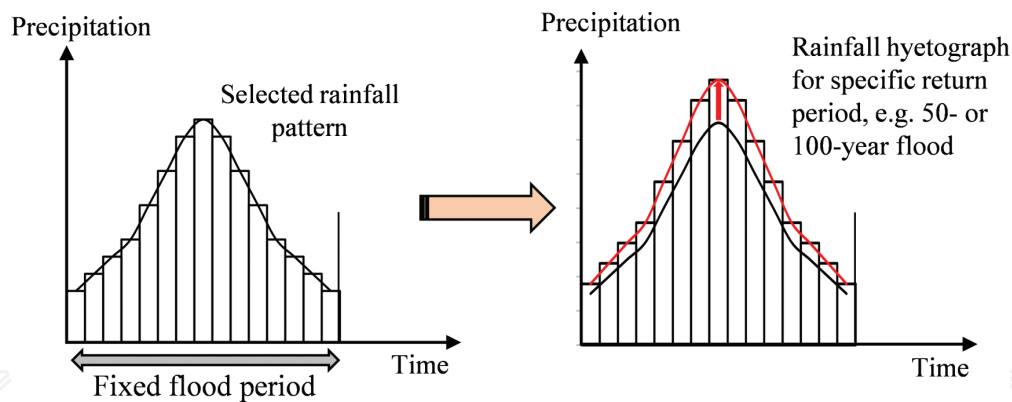 Precipitation
Selected rainfall
pattern
Time
Fixed flood period
Precipitation
Rainfall hyetograph
for specific return
period, e.g. 50- or
100-year flood
Time